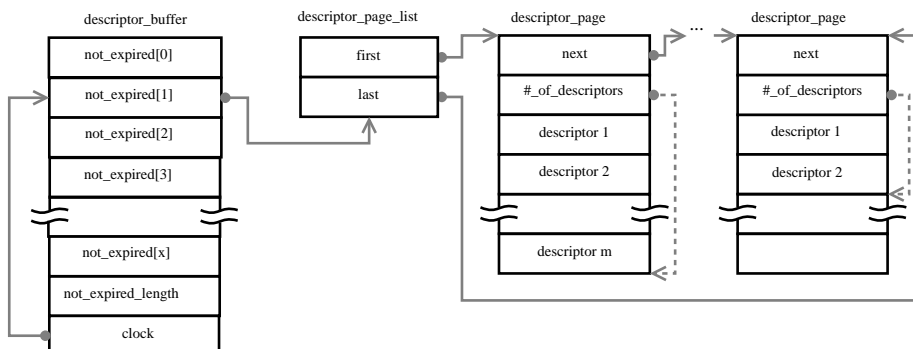 descriptor_buffer
not_expired[0]
not_expired[1]
not_expired[2]
not_expired[3]
not_expired[x]
not_expired_length
clock
descriptor_page_list
first
last
descriptor_page
next
#_of_descriptors
descriptor 1
descriptor 2
descriptor m
...
descriptor_page
next
#_of_descriptors
descriptor 1
descriptor 2